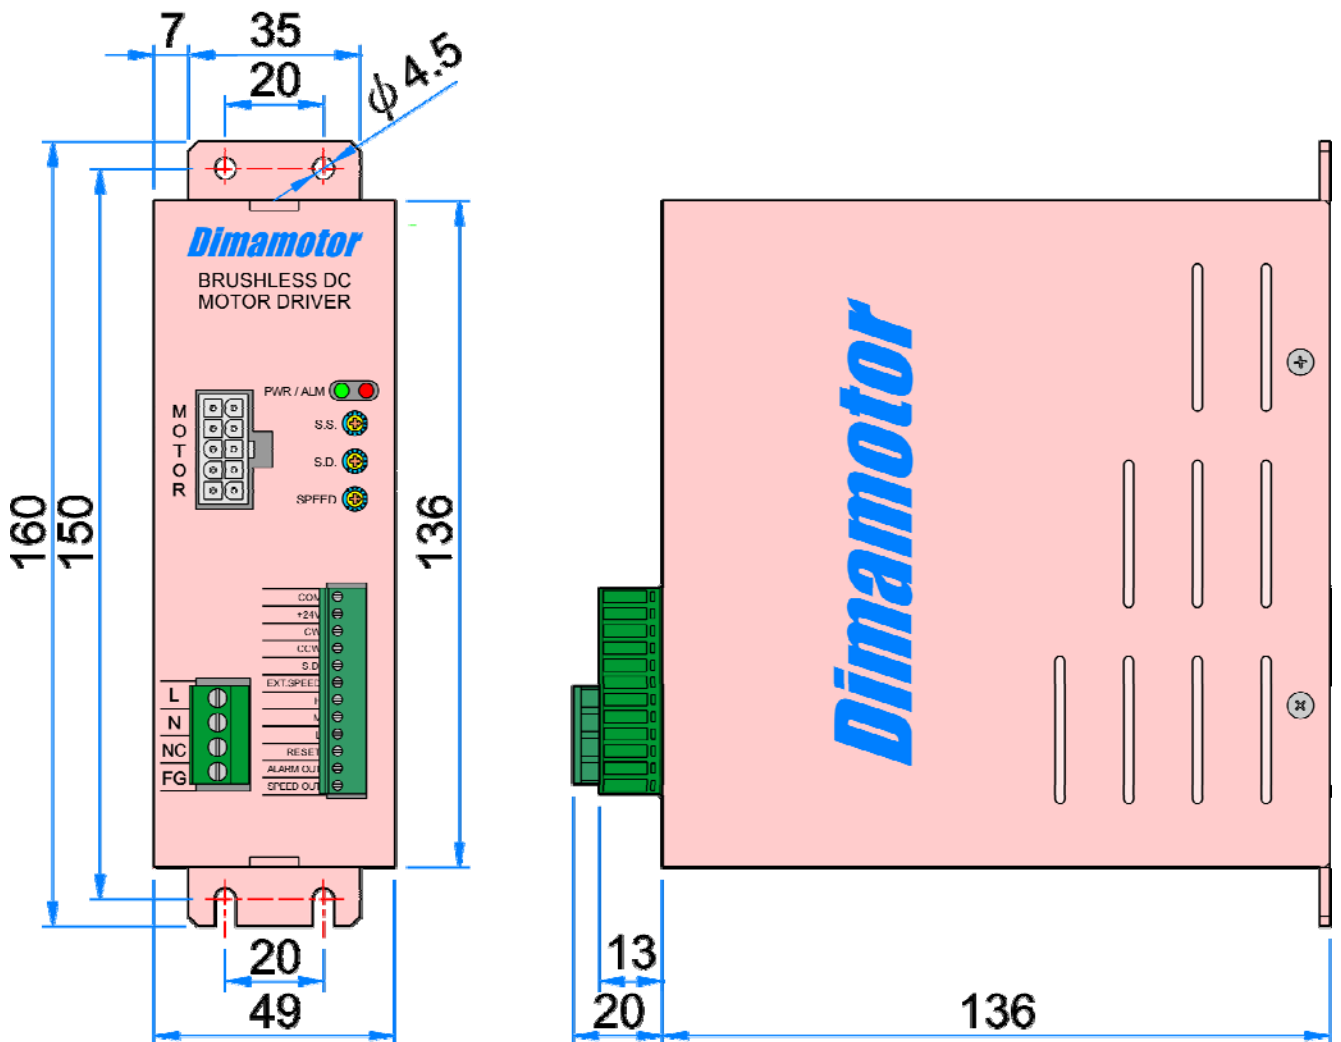 7
35
20
φ 4.5
Dimamotor
BRUSHLESS DC
MOTOR DRIVER
PWR / ALM
S.S.
S.D.
SPEED
MOTOR
160
150
136
COM
+24V
CW
CCW
S.D.
EXT.SPEED
H
M
L
RESET
ALARM OUT
SPEED OUT
L
N
NC
FG
20
49
Dimamotor
13
20
136